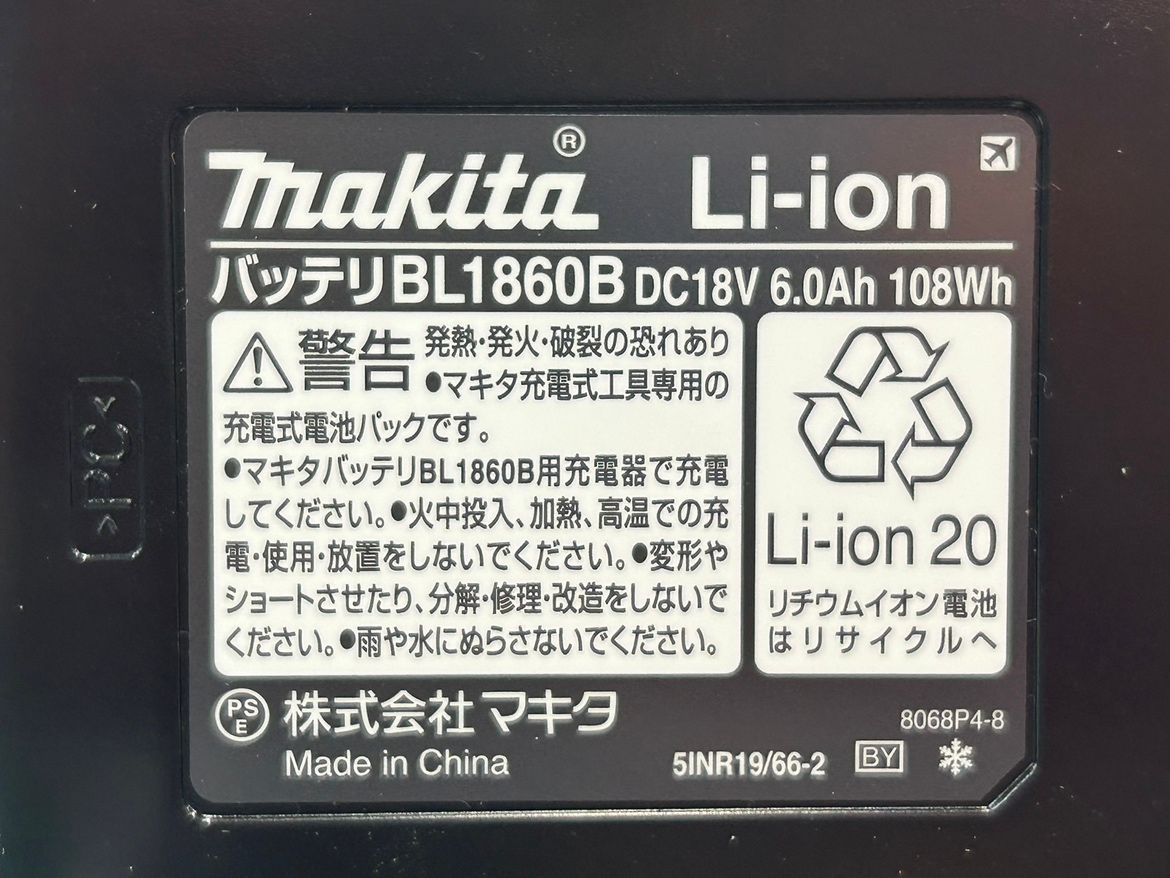 makita® Li-ion
バッテリBL1860B DC18V 6.0Ah 108Wh
警告 発熱・発火・破裂の恐れあり
●マキタ充電式工具専用の
充電式電池パックです。
●マキタバッテリBL1860B用充電器で充電
してください。●火中投入、加熱、高温での充
電・使用・放置をしないでください。●変形や
ショートさせたり、分解・修理・改造をしないで
ください。●雨や水にぬらさないでください。
Li-ion 20
リチウムイオン電池
はリサイクルへ
PS
E
株式会社マキタ
8068P4-8
Made in China
5INR19/66-2
BY
>PC<